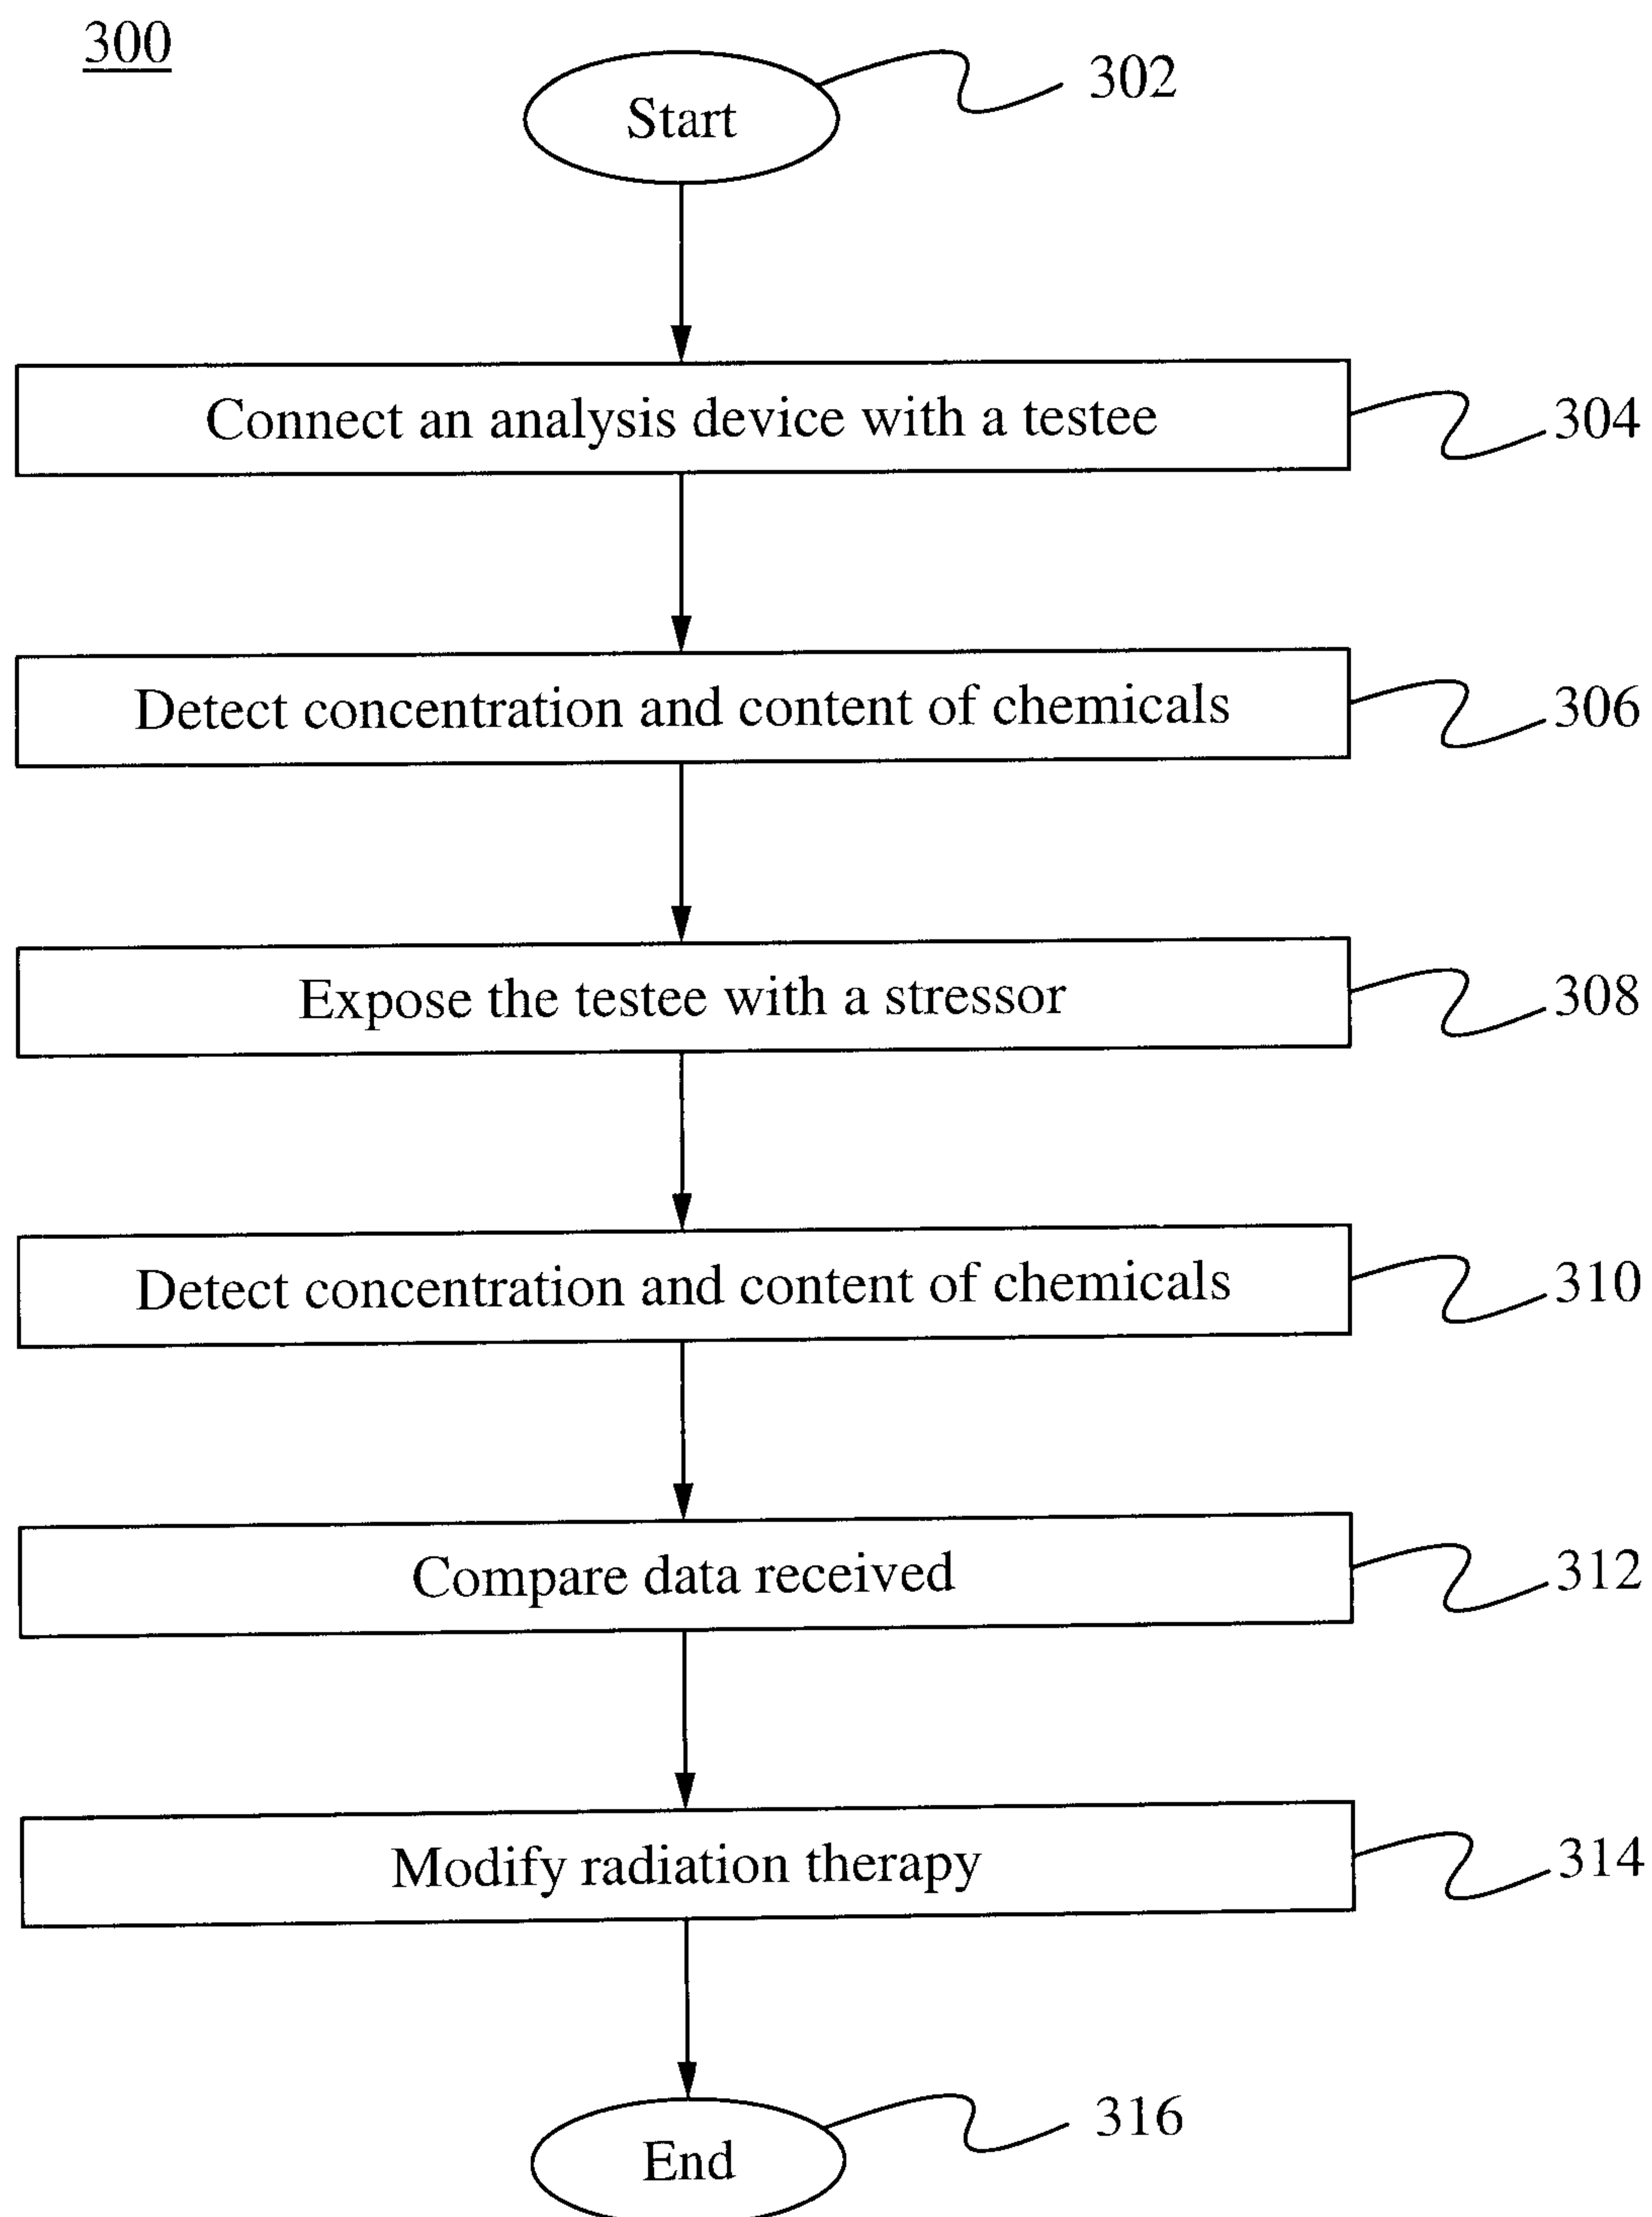 300
Start
302
Connect an analysis device with a testee
304
Detect concentration and content of chemicals
306
Expose the testee with a stressor
308
Detect concentration and content of chemicals
310
Compare data received
312
Modify radiation therapy
314
End
316